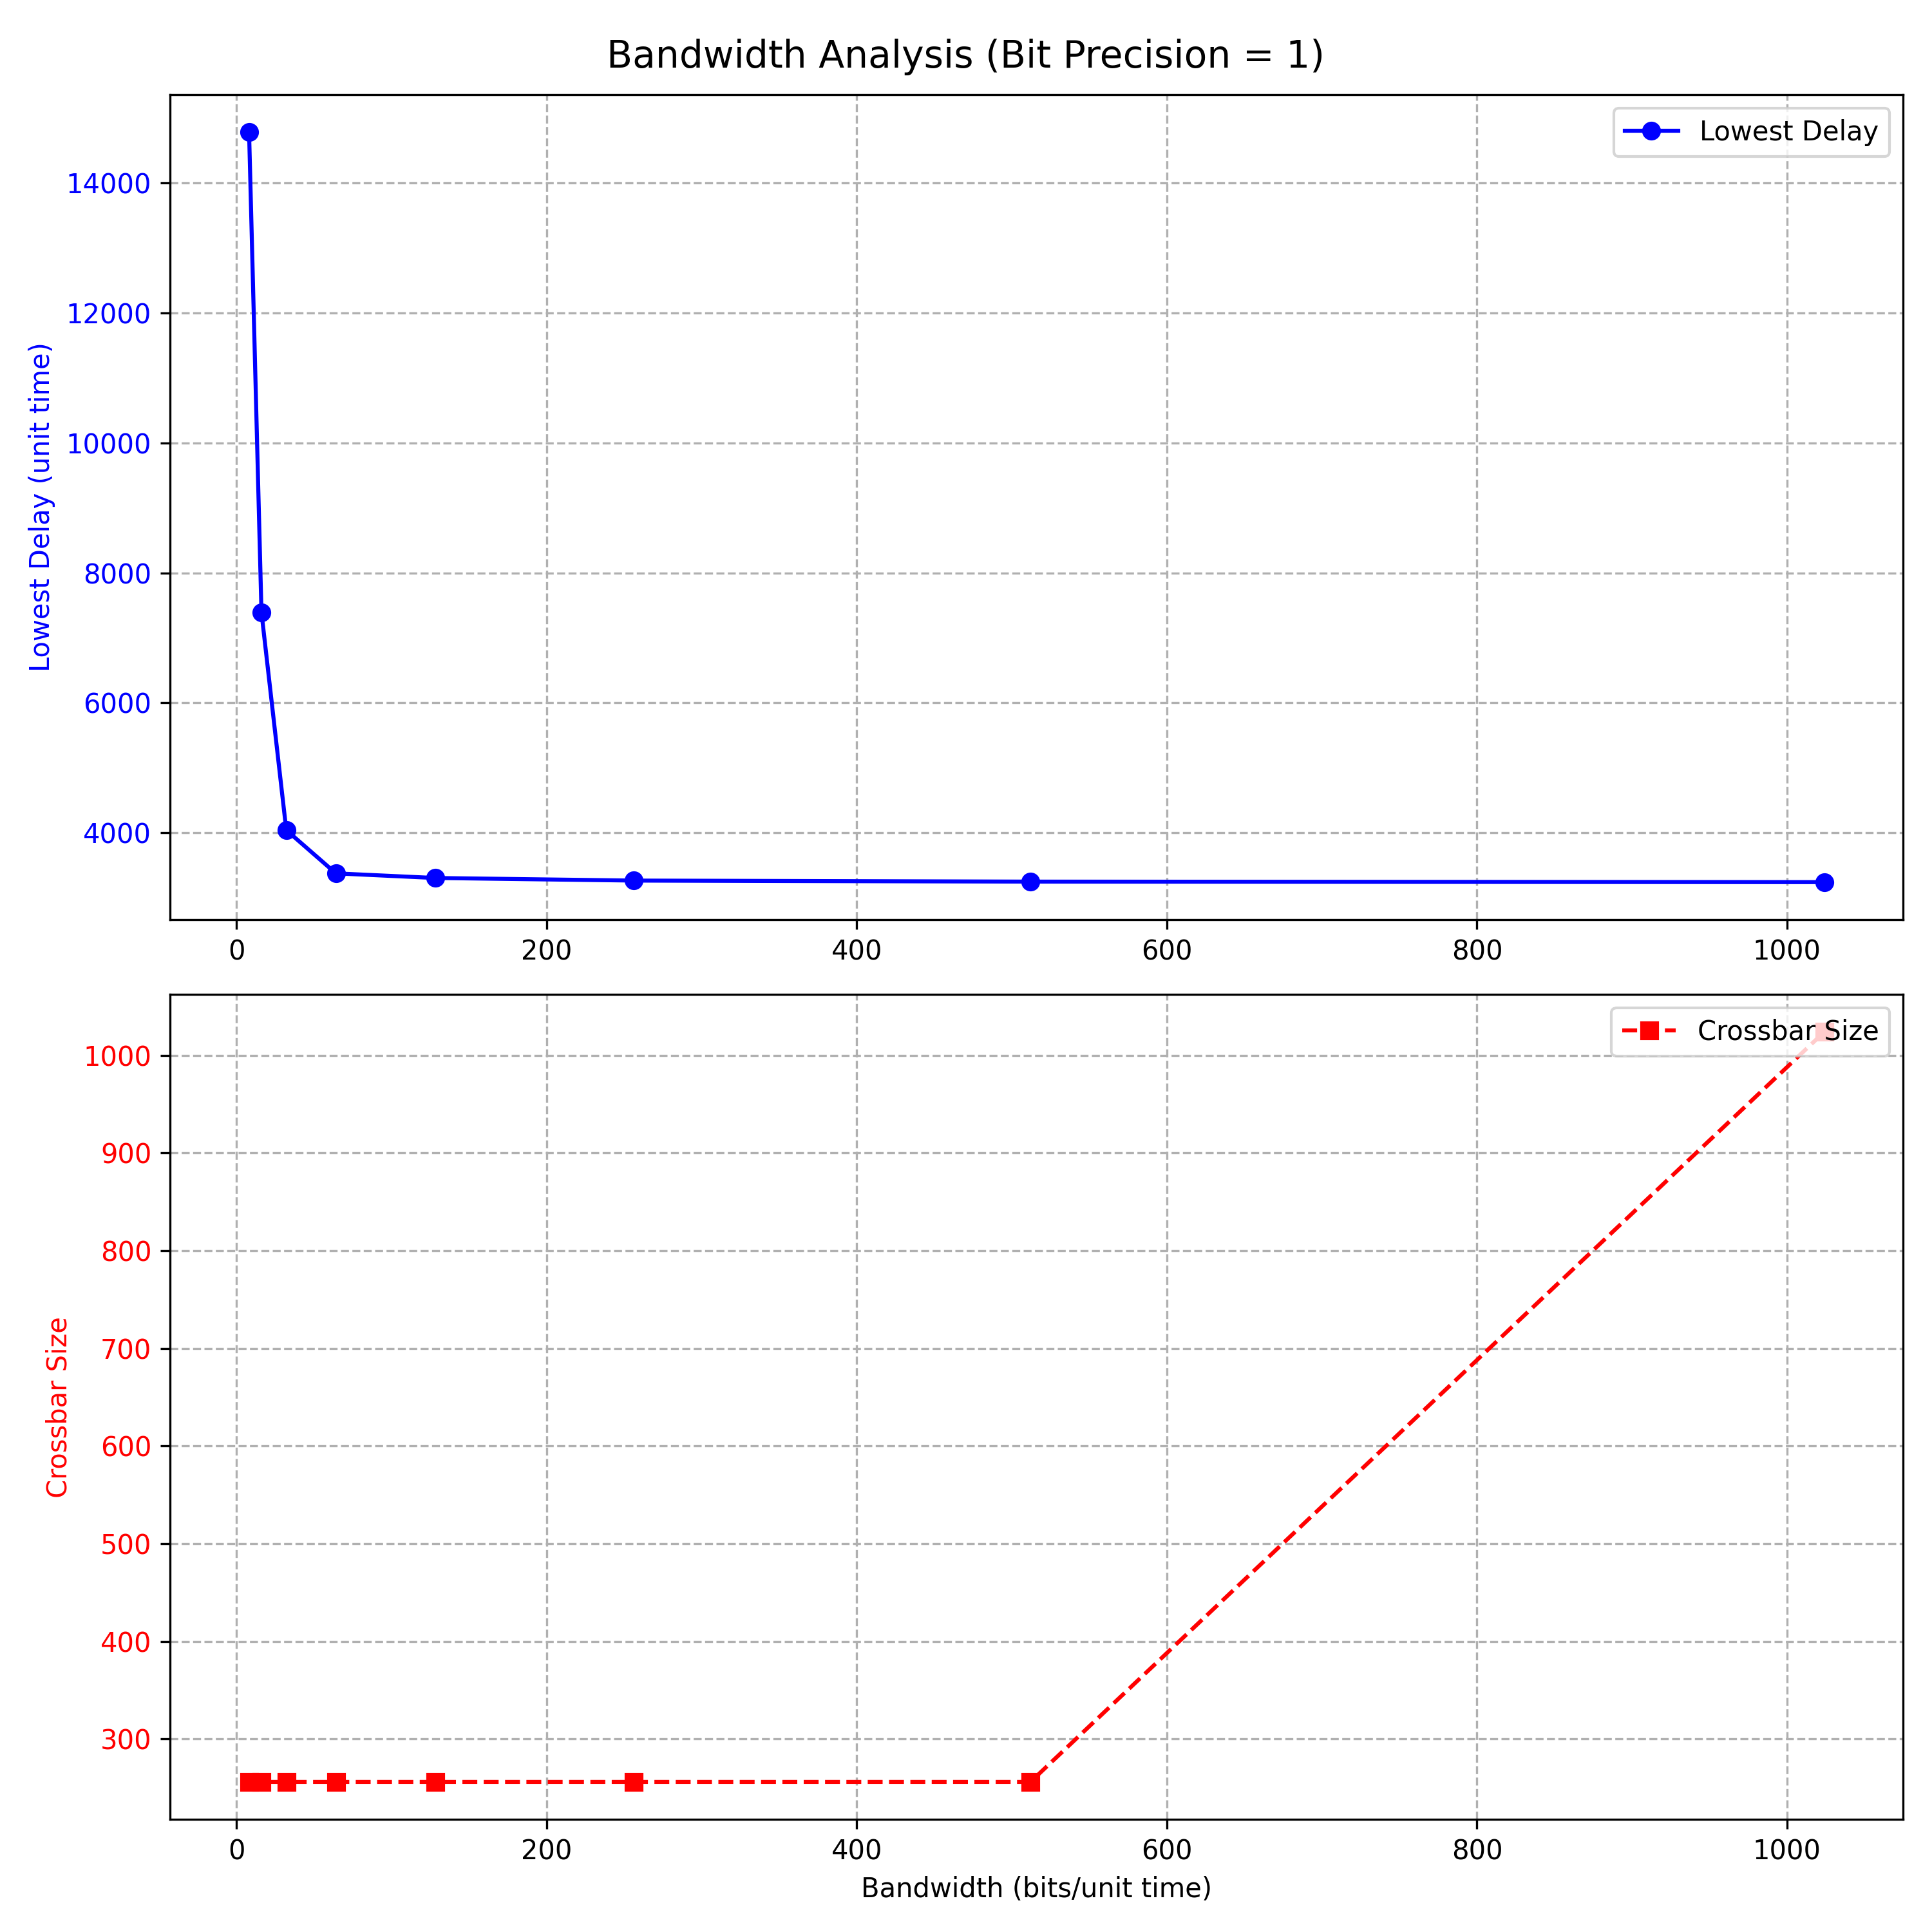 Bandwidth Analysis (Bit Precision = 1)
Lowest Delay
14000
12000
10000
8000
6000
4000
Lowest Delay (unit time)
0 200 400 600 800 1000
Crossbar Size
1000
900
800
700
600
500
400
300
Crossbar Size
0 200 400 600 800 1000
Bandwidth (bits/unit time)